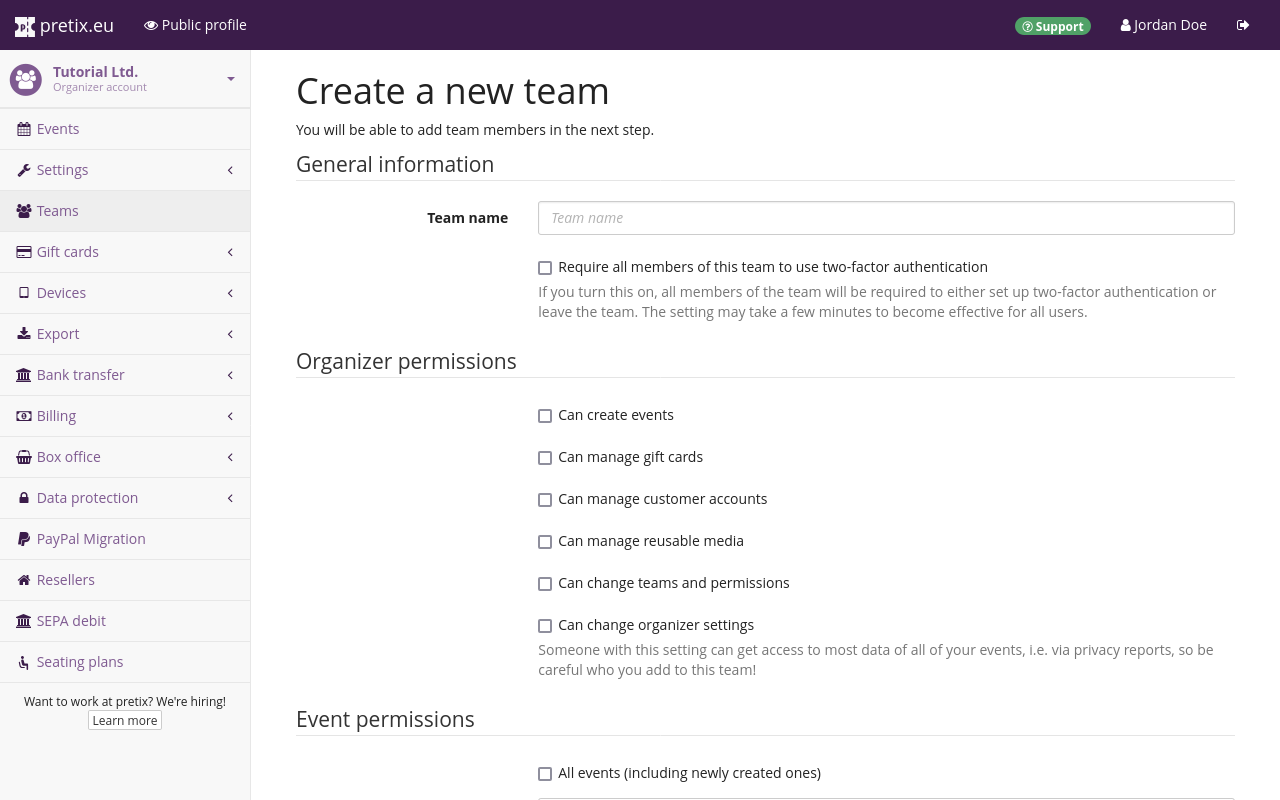 pretix.eu
Public profile
Support
Jordan Doe
Tutorial Ltd.
Organizer account
Events
Settings
Teams
Gift cards
Devices
Export
Bank transfer
Billing
Box office
Data protection
PayPal Migration
Resellers
SEPA debit
Seating plans
Want to work at pretix? We're hiring!
Learn more
Create a new team
You will be able to add team members in the next step.
General information
Team name
Team name
Require all members of this team to use two-factor authentication
If you turn this on, all members of the team will be required to either set up two-factor authentication or
leave the team. The setting may take a few minutes to become effective for all users.
Organizer permissions
Can create events
Can manage gift cards
Can manage customer accounts
Can manage reusable media
Can change teams and permissions
Can change organizer settings
Someone with this setting can get access to most data of all of your events, i.e. via privacy reports, so be
careful who you add to this team!
Event permissions
All events (including newly created ones)